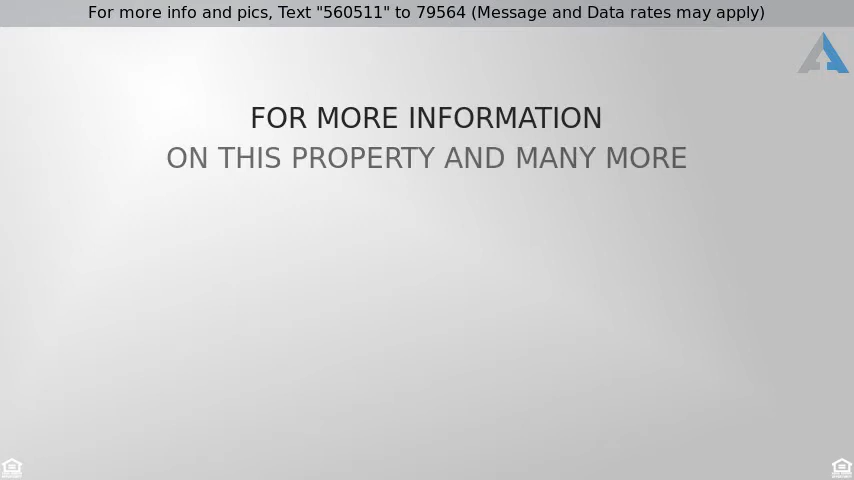 For more info and pics, Text "560511" to 79564 (Message and Data rates may apply)
FOR MORE INFORMATION
ON THIS PROPERTY AND MANY MORE